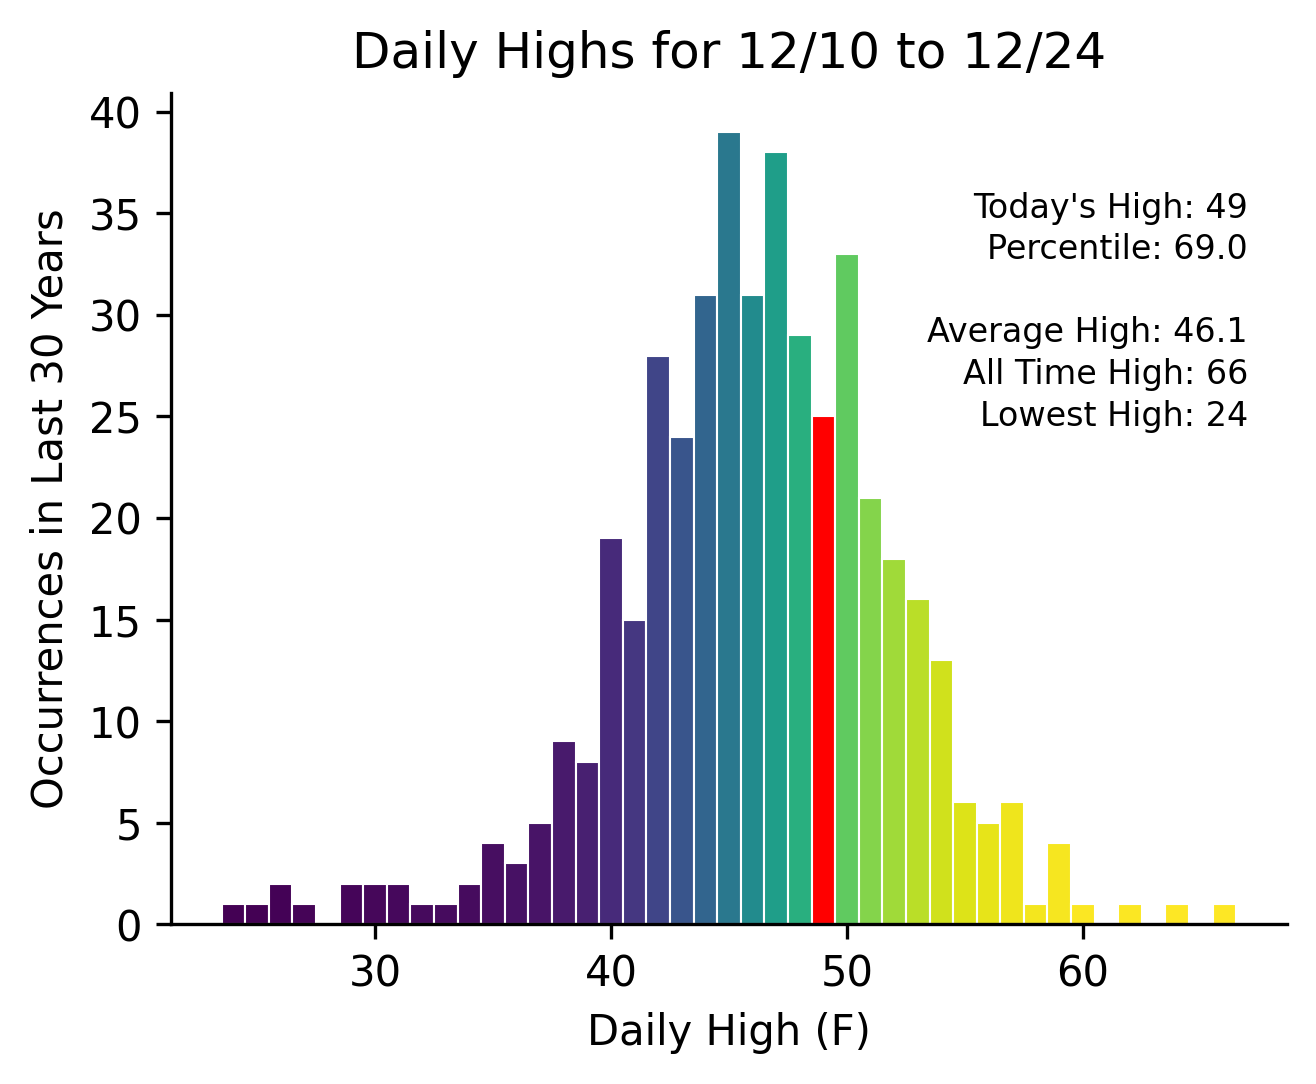 Daily Highs for 12/10 to 12/24
40
35
30
25
20
15
10
5
0
Occurrences in Last 30 Years
Today's High: 49
Percentile: 69.0
Average High: 46.1
All Time High: 66
Lowest High: 24
30 40 50 60
Daily High (F)